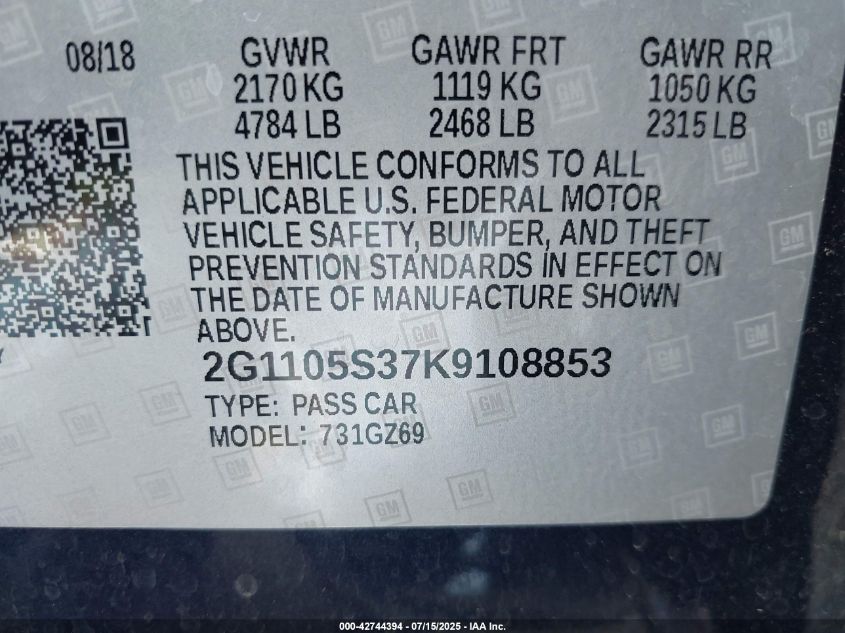 08/18 GVWR GAWR FRT GAWR RR
2170 KG 1119 KG 1050 KG
4784 LB 2468 LB 2315 LB
THIS VEHICLE CONFORMS TO ALL
APPLICABLE U.S. FEDERAL MOTOR
VEHICLE SAFETY, BUMPER, AND THEFT
PREVENTION STANDARDS IN EFFECT ON
THE DATE OF MANUFACTURE SHOWN
ABOVE.
2G1105S37K9108853
TYPE: PASS CAR
MODEL: 731GZ69
GM
000-42744394 - 07/15/2025 - IAA Inc.